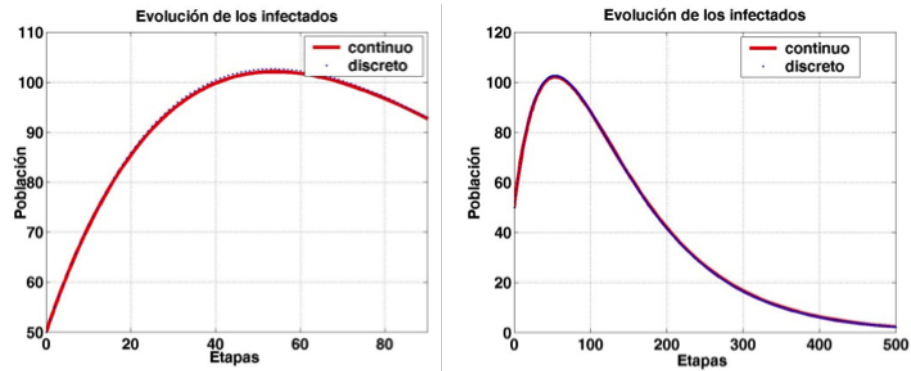 Evolución de los infectados
110
100
90
80
70
60
50
0
20
40
60
80
Población
Etapas
continuo
discreto
Evolución de los infectados
120
100
80
60
40
20
0
0
100
200
300
400
500
Población
Etapas
continuo
discreto